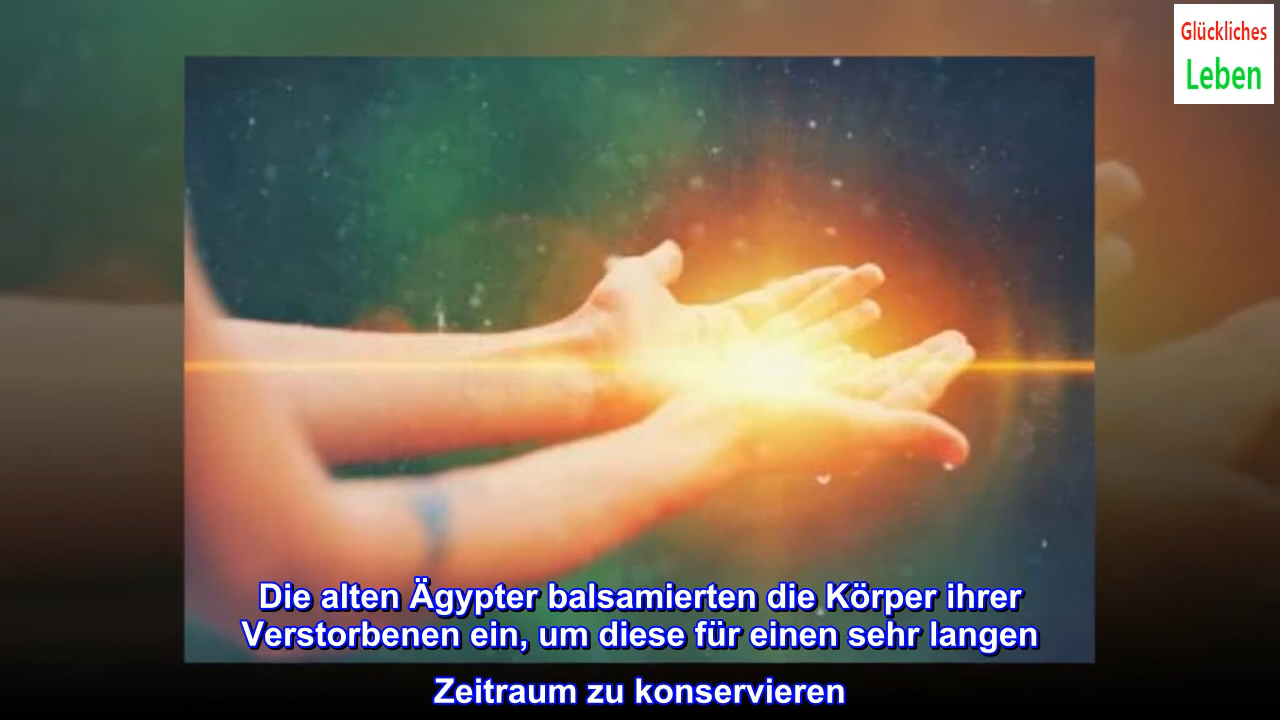 Glückliches
Leben
Die alten Ägypter balsamierten die Körper ihrer
Verstorbenen ein, um diese für einen sehr langen
Zeitraum zu konservieren